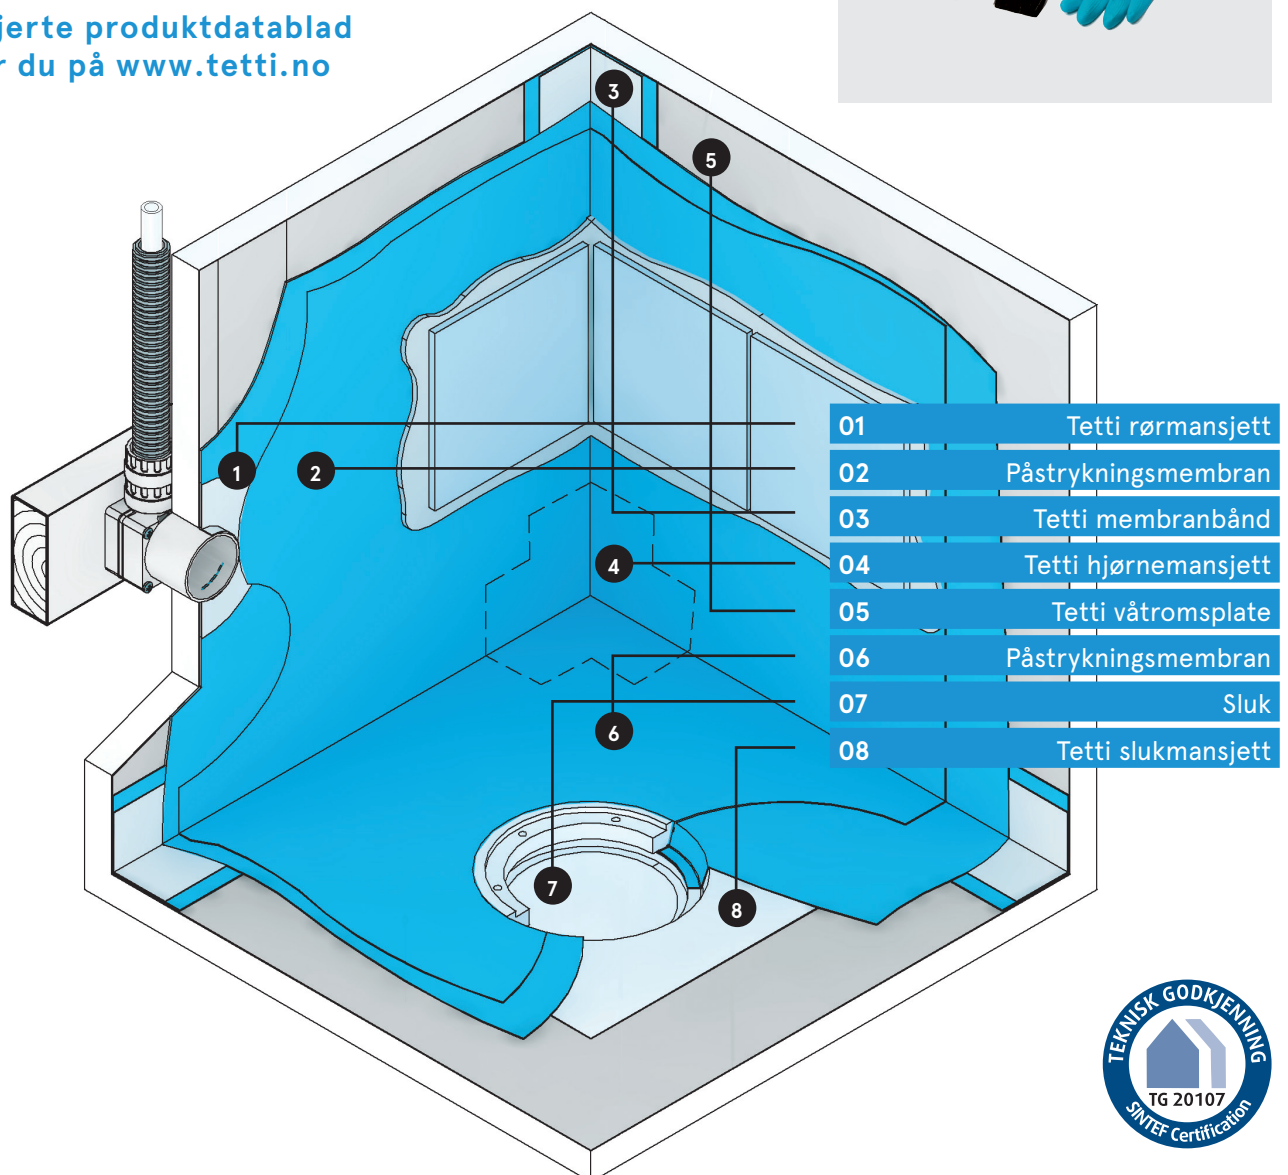 jerte produktdatablad
r du på www.tetti.no
3
5
1
2
4
6
7
8
01 Tetti rørmansjett
02 Påstrykningsmembran
03 Tetti membranbånd
04 Tetti hjørnemansjett
05 Tetti våtromsplate
06 Påstrykningsmembran
07 Sluk
08 Tetti slukmansjett
TEKNISK GODKJENNING
TG 20107
SINTEF Certification